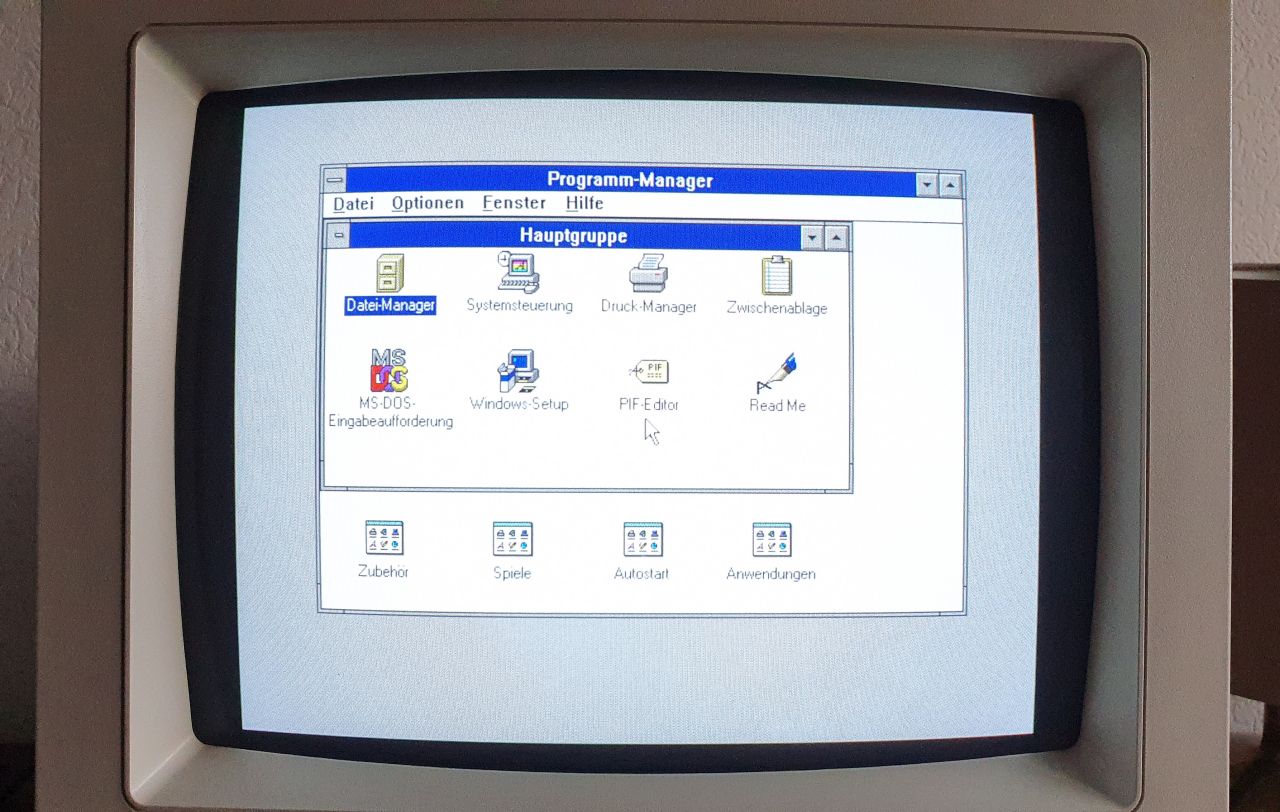 Programm-Manager
Datei Optionen Fenster Hilfe
Hauptgruppe
Datei-Manager Systemsteuerung Druck-Manager Zwischenablage
MS DOS PIF
MS-DOS-Eingabeaufforderung Windows-Setup PIF-Editor Read Me
Zubehör Spiele Autostart Anwendungen